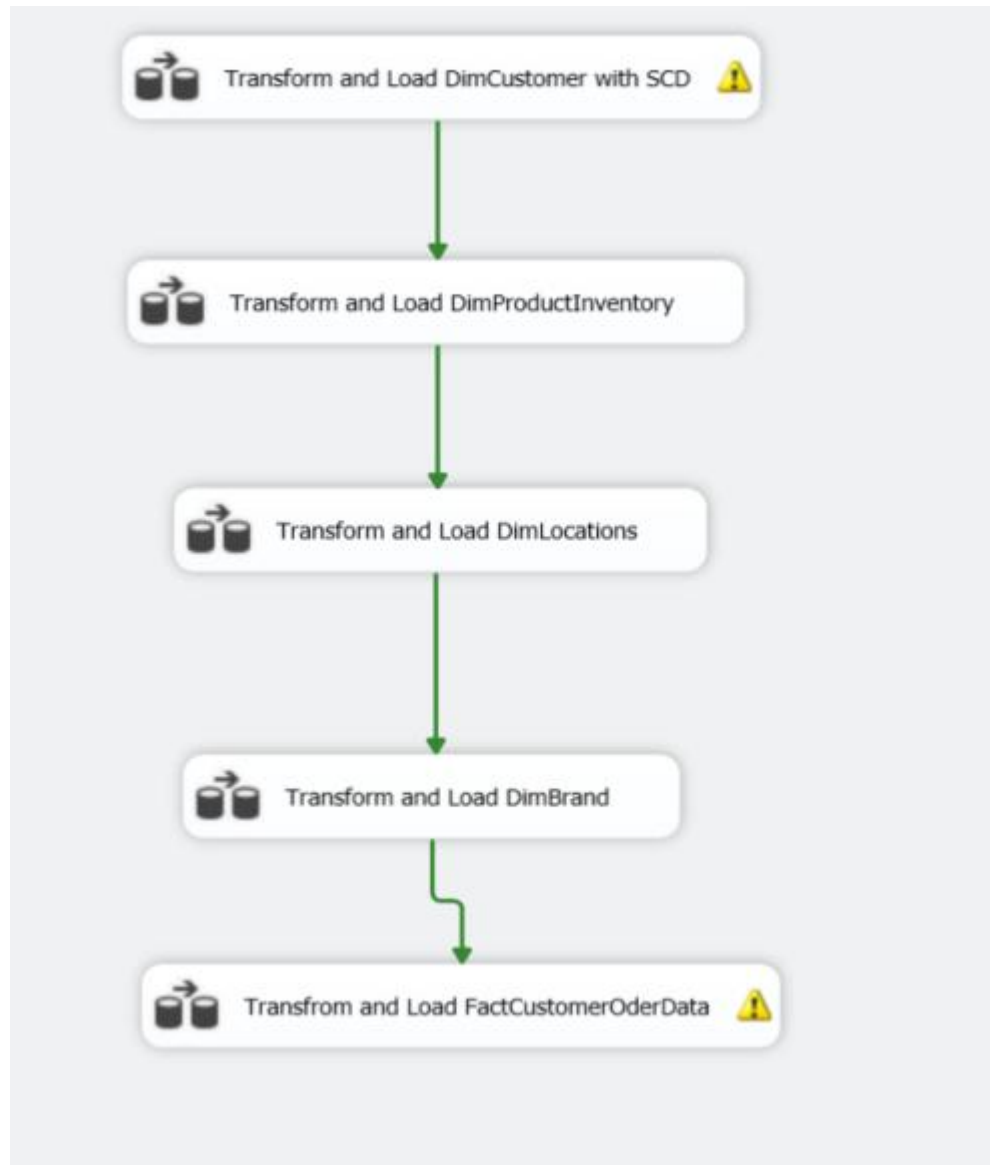 Transform and Load DimCustomer with SCD
Transform and Load DimProductInventory
Transform and Load DimLocations
Transform and Load DimBrand
Transfrom and Load FactCustomerOderData